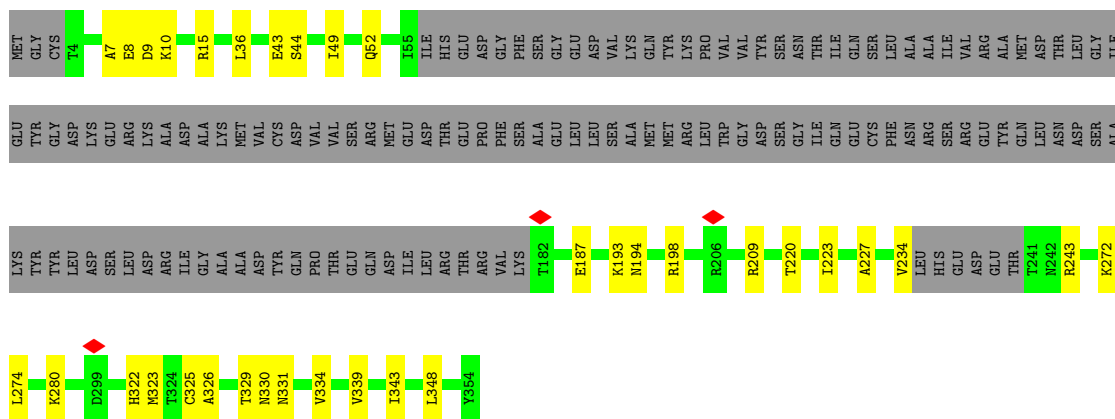 MET GLY CYS T4 A7 E8 D9 K10 R15 L36 E43 S44 I49 Q52 I55 ILE HIS GLU ASP GLY PHE SER GLY GLU ASP VAL LYS GLN TYR LYS PRO VAL VAL TYR SER ASN THR ILE GLN SER LEU ALA ALA ILE VAL ARG ALA MET ASP THR LEU GLY ILE
GLU TYR GLY ASP LYS GLU ARG LYS ALA ASP ALA LYS MET VAL CYS ASP VAL VAL SER ARG MET GLU ASP THR GLU PRO PHE SER ALA GLU LEU LEU SER ALA MET MET ARG LEU TRP GLY ASP SER GLY ILE GLN GLU CYS PHE ASN ARG SER ARG GLU TYR GLN LEU ASN ASP SER ALA
LYS TYR TYR LEU ASP SER LEU ASP ARG ILE GLY ALA ALA ASP TYR GLN PRO THR GLU GLN ASP ILE LEU ARG THR ARG VAL LYS T182 E187 K193 N194 R198 R206 R209 T220 I223 A227 V234 LEU HIS GLU ASP GLU THR T241 N242 R243 K272
L274 K280 D299 H322 M323 T324 C325 A326 T329 N330 N331 V334 V339 I343 L348 Y354